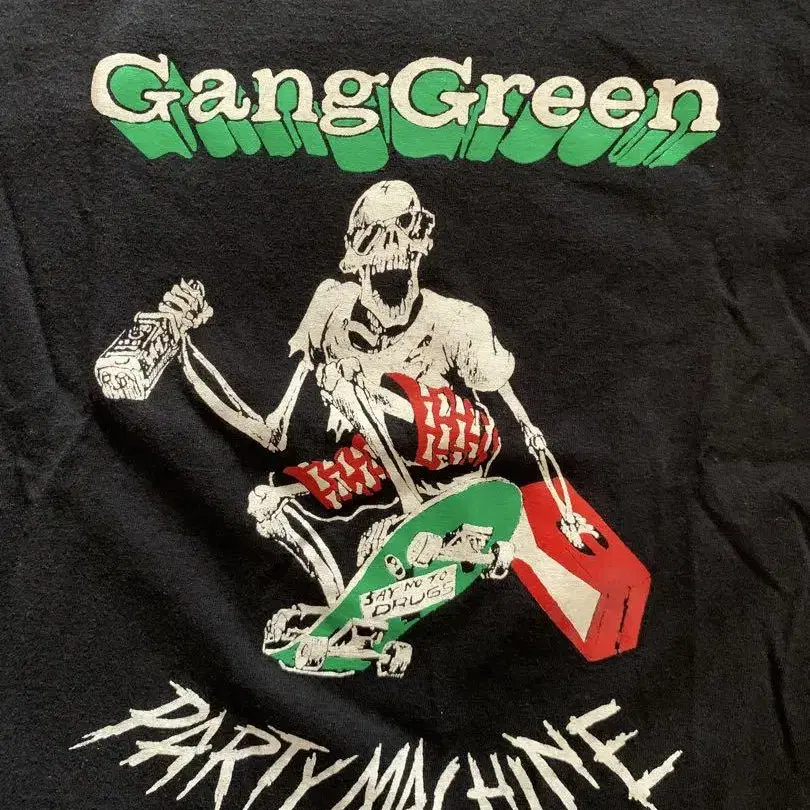 GangGreen
SAY NO TO
DRUGS
PARTY MACHINE